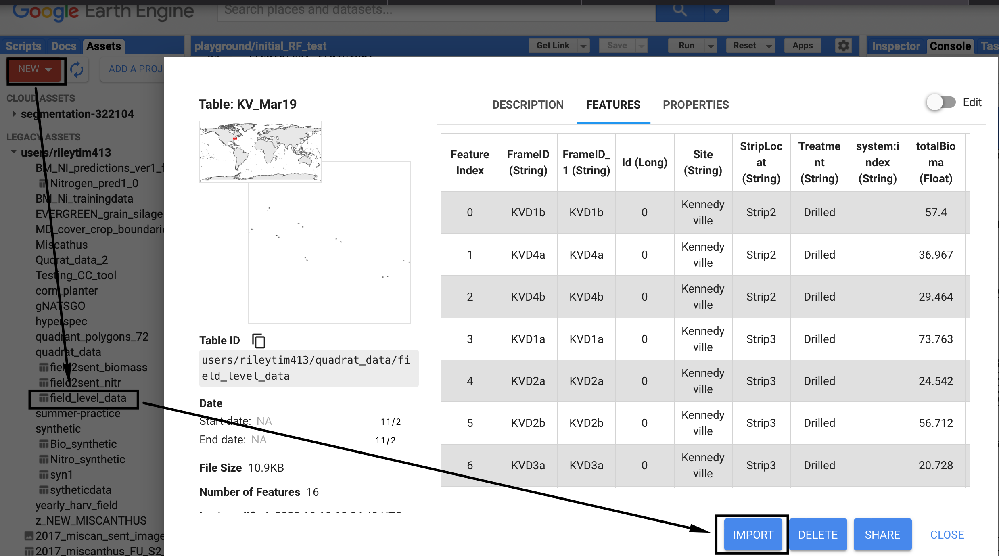 Google Earth Engine
Search places and datasets...
Scripts
Docs
Assets
playground/initial_RF_test
Get Link
Save
Run
Reset
Apps
Inspector
Console
NEW
ADD A PROJ
CLOUD ASSETS
segmentation-322104
LEGACY ASSETS
users/rileytim413
BM_NI_predictions_ver1_f
Nitrogen_pred1_0
BM_Ni_trainingdata
EVERGREEN_grain_silage
MD_cover_crop_boundarie
Miscathus
Qudrat_data_2
Testing_CC_tool
corn_planter
gNATSGO
hyperspec
quadrant_polygons_72
quadrat_data
field2sent_biomass
field2sent_nitr
field_level_data
summer-practice
synthetic
Bio_synthetic
Nitro_synthetic
syn1
sytheticdata
yearly_harv_field
z_NEW_MISCANTHUS
2017_miscan_sent_image
2017_miscanthus_FU_S2_
Table: KV_Mar19
Table ID
users/rileytim413/quadrat_data/fi
eld_level_data
Date
Start date: NA 11/2
End date: NA 11/2
File Size 10.9KB
Number of Features 16
DESCRIPTION
FEATURES
PROPERTIES
Edit
Feature Index FrameID (String) FrameID_1 (String) Id (Long) Site (String) StripLocat (String) Treatment (String) system:index (String) totalBioma (Float)
0 KVD1b KVD1b 0 Kennedyville Strip2 Drilled 57.4
1 KVD4a KVD4a 0 Kennedyville Strip2 Drilled 36.967
2 KVD4b KVD4b 0 Kennedyville Strip2 Drilled 29.464
3 KVD1a KVD1a 0 Kennedyville Strip3 Drilled 73.763
4 KVD2a KVD2a 0 Kennedyville Strip3 Drilled 24.542
5 KVD2b KVD2b 0 Kennedyville Strip3 Drilled 56.712
6 KVD3a KVD3a 0 Kennedyville Strip3 Drilled 20.728
IMPORT
DELETE
SHARE
CLOSE